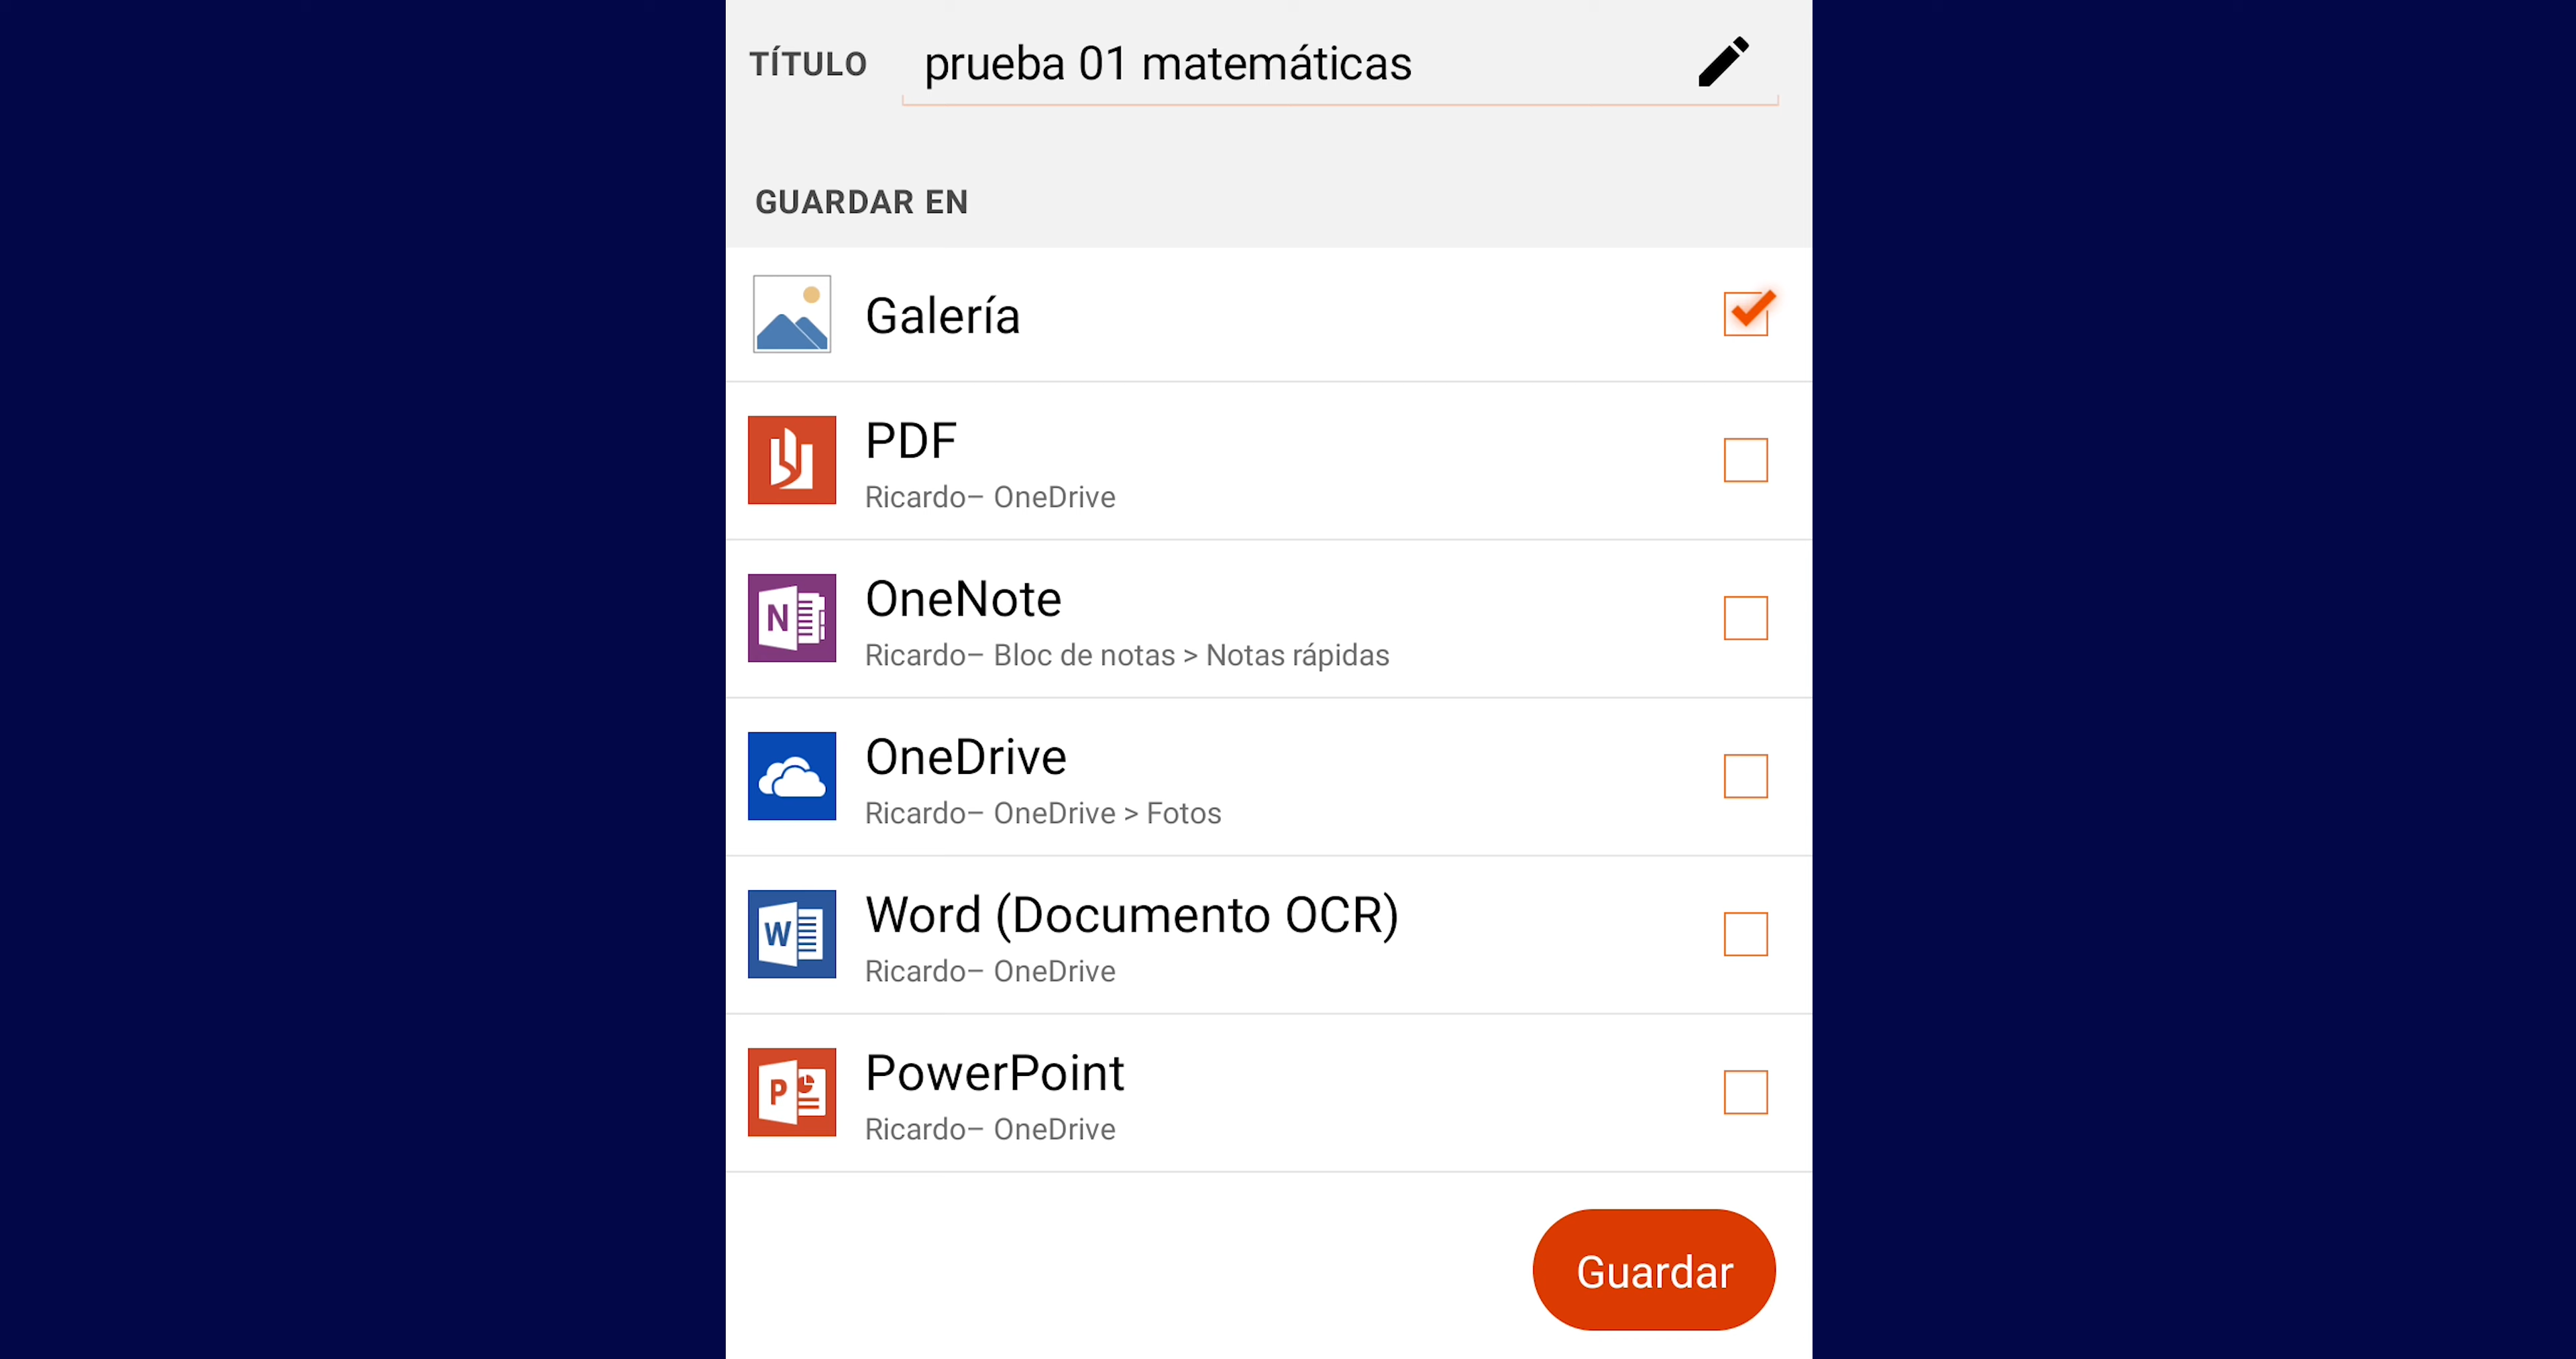 TÍTULO prueba 01 matemáticas
GUARDAR EN
Galería
PDF
Ricardo– OneDrive
OneNote
Ricardo– Bloc de notas > Notas rápidas
OneDrive
Ricardo– OneDrive > Fotos
Word (Documento OCR)
Ricardo– OneDrive
PowerPoint
Ricardo– OneDrive
Guardar